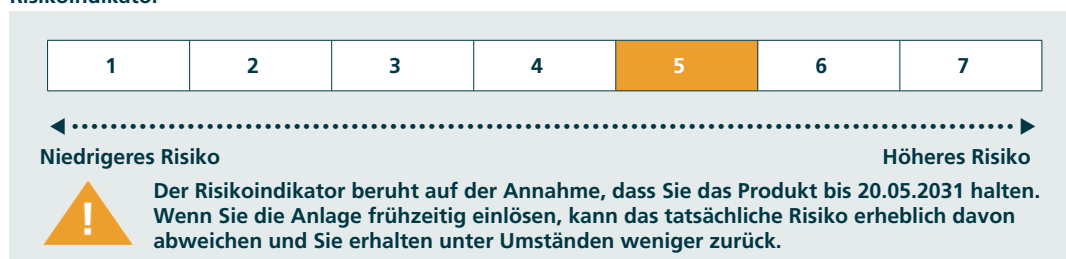 Risikoindikator
1 2 3 4 5 6 7
Niedrigeres Risiko Höheres Risiko
! Der Risikoindikator beruht auf der Annahme, dass Sie das Produkt bis 20.05.2031 halten.
Wenn Sie die Anlage frühzeitig einlösen, kann das tatsächliche Risiko erheblich davon
abweichen und Sie erhalten unter Umständen weniger zurück.